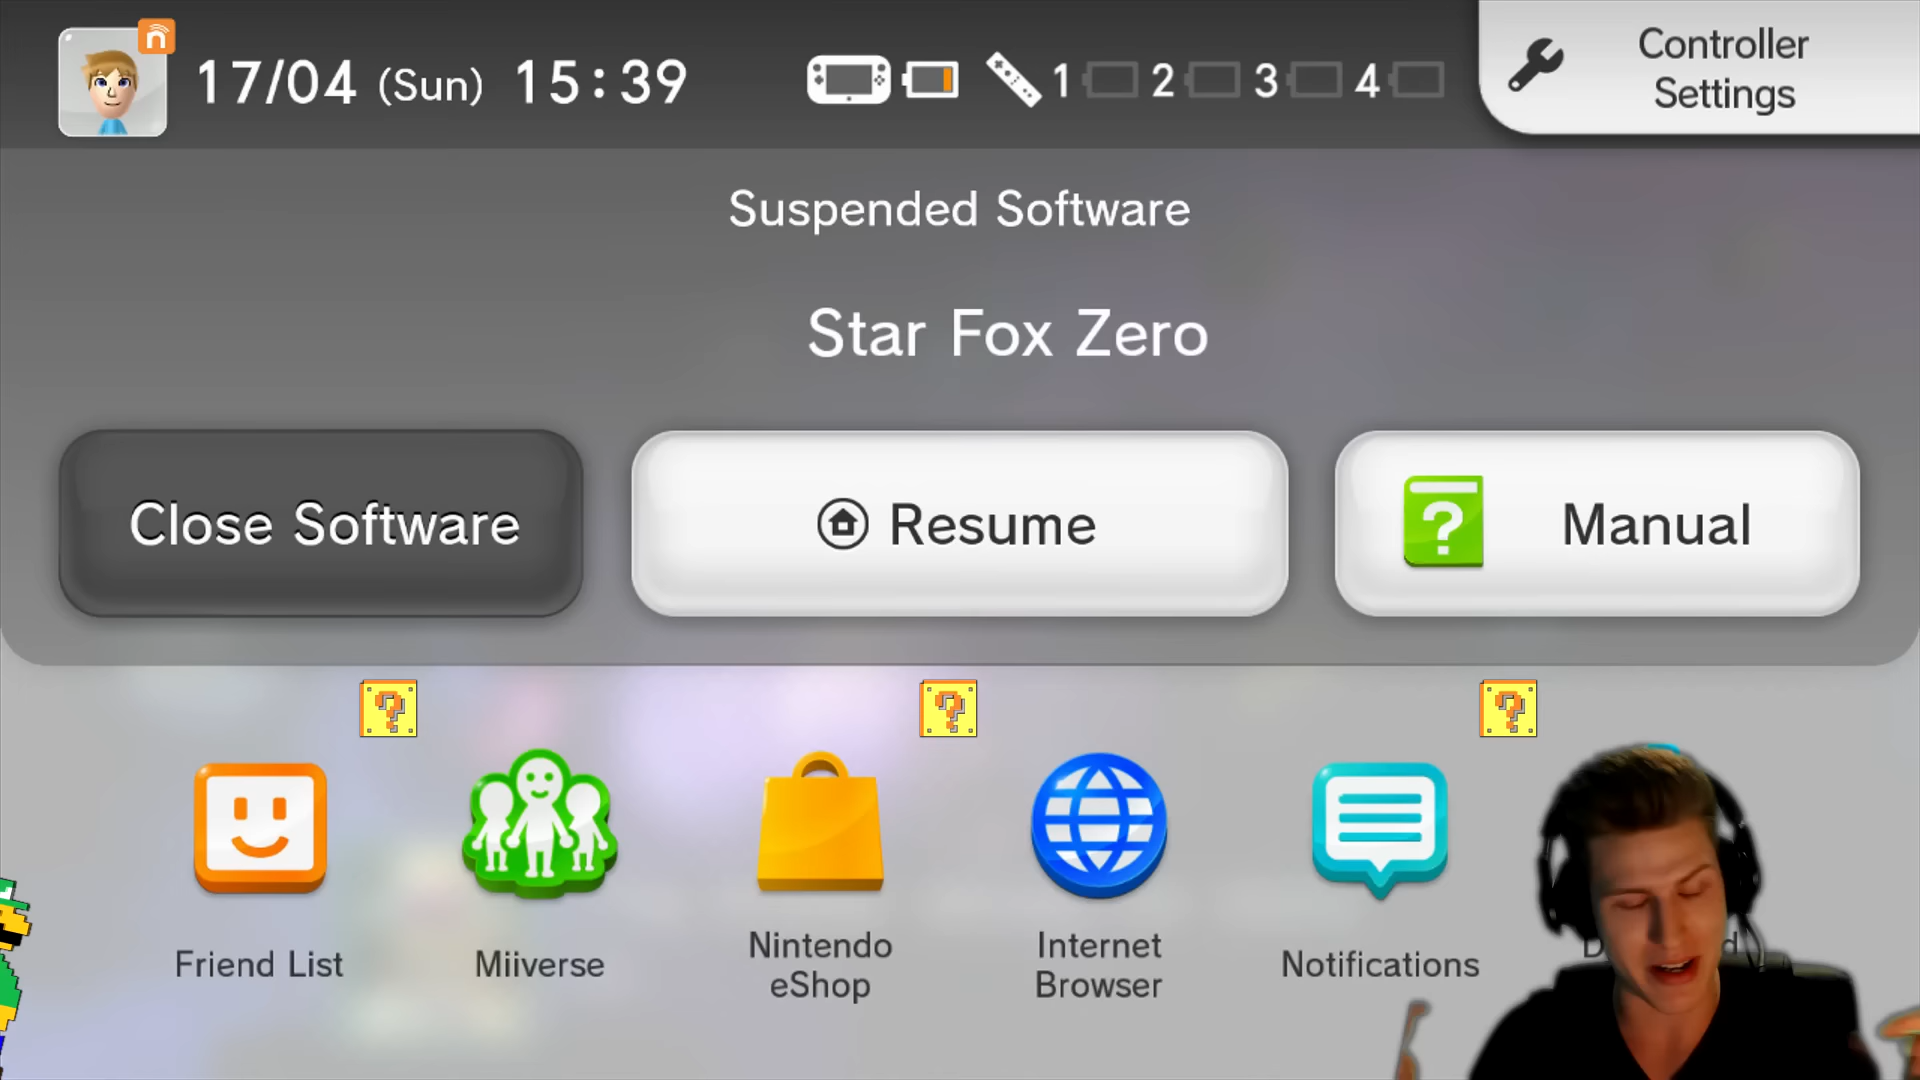 17/04 (Sun) 15:39
1 2 3 4
Controller
Settings
Suspended Software
Star Fox Zero
Close Software
Resume
? Manual
? ? ?
Friend List
Miiverse
Nintendo
eShop
Internet
Browser
Notifications